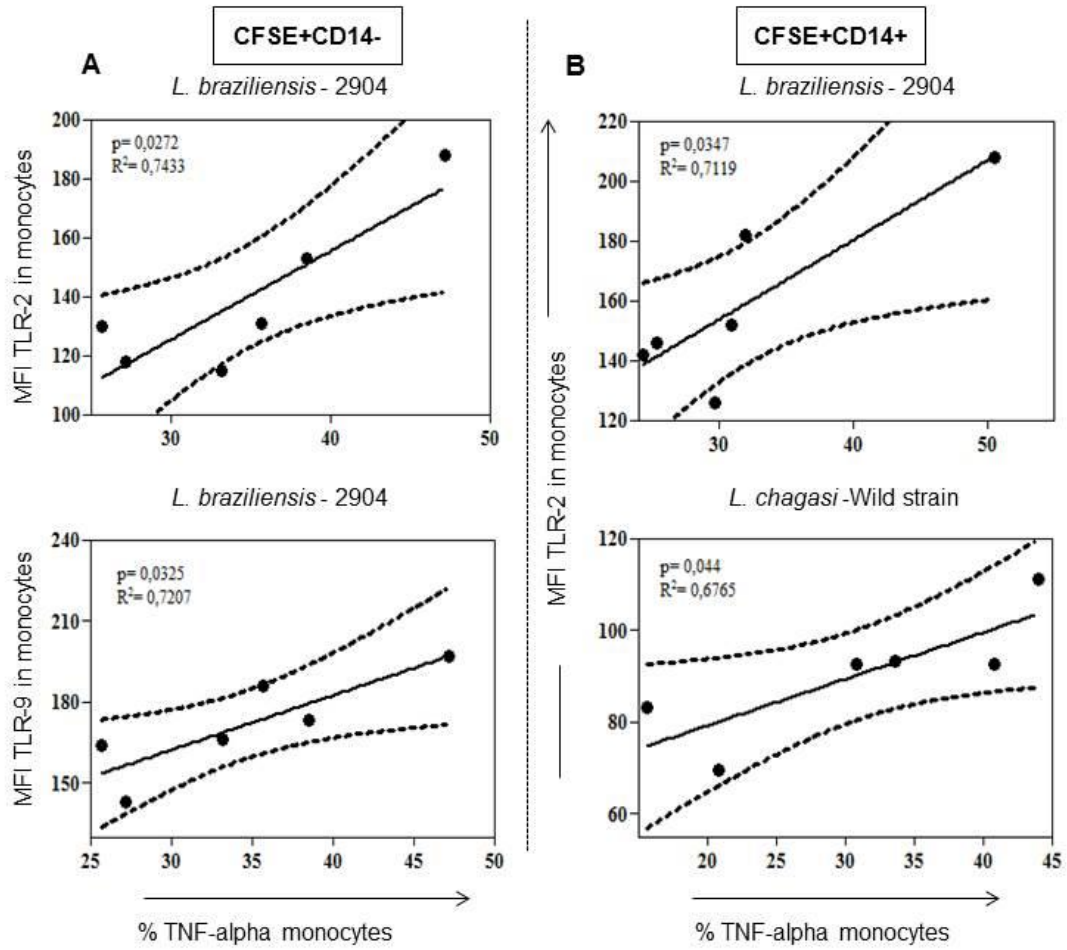 CFSE+CD14-
A
L. braziliensis - 2904
200
180
160
140
120
100
p= 0,0272
R²= 0,7433
MFI TLR-2 in monocytes
30
40
50
L. braziliensis - 2904
240
210
180
150
p= 0,0325
R²= 0,7207
MFI TLR-9 in monocytes
25
30
35
40
45
50
% TNF-alpha monocytes
CFSE+CD14+
B
L. braziliensis - 2904
220
200
180
160
140
120
p= 0,0347
R²= 0,7119
MFI TLR-2 in monocytes
30
40
50
L. chagasi -Wild strain
120
100
80
60
p= 0,044
R²= 0,6765
20
25
30
35
40
45
% TNF-alpha monocytes